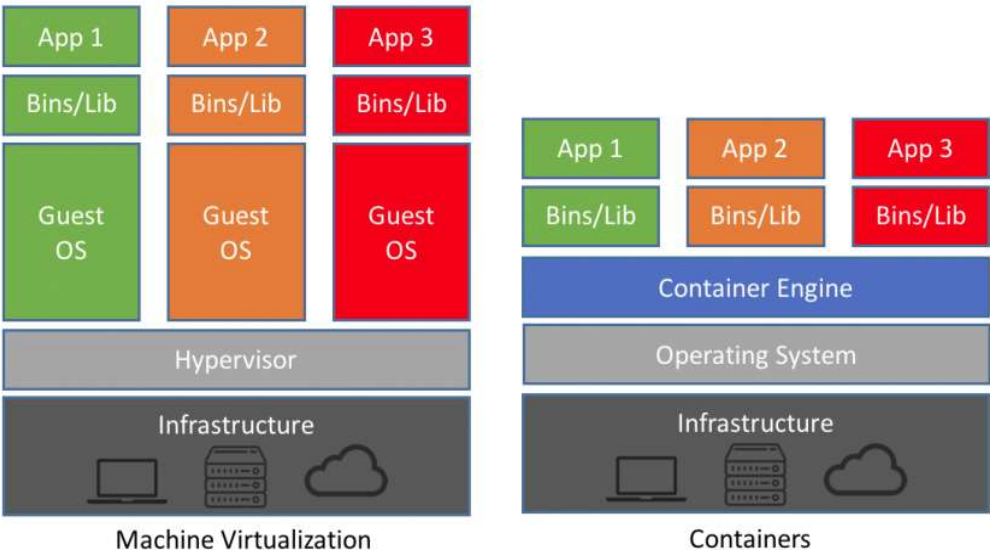 App 1
App 2
App 3
Bins/Lib
Bins/Lib
Bins/Lib
Guest
OS
Guest
OS
Guest
OS
Hypervisor
Infrastructure
Machine Virtualization
App 1
App 2
App 3
Bins/Lib
Bins/Lib
Bins/Lib
Container Engine
Operating System
Infrastructure
Containers